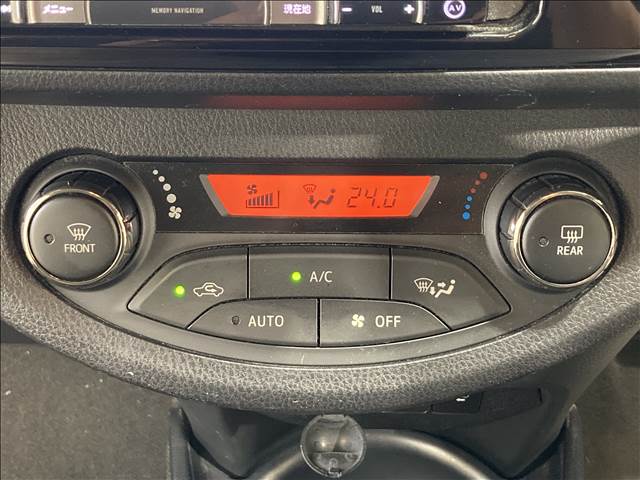 メニュー
MEMORY NAVIGATION
現在地
− VOL +
AV
24.0
FRONT
REAR
A/C
AUTO
OFF